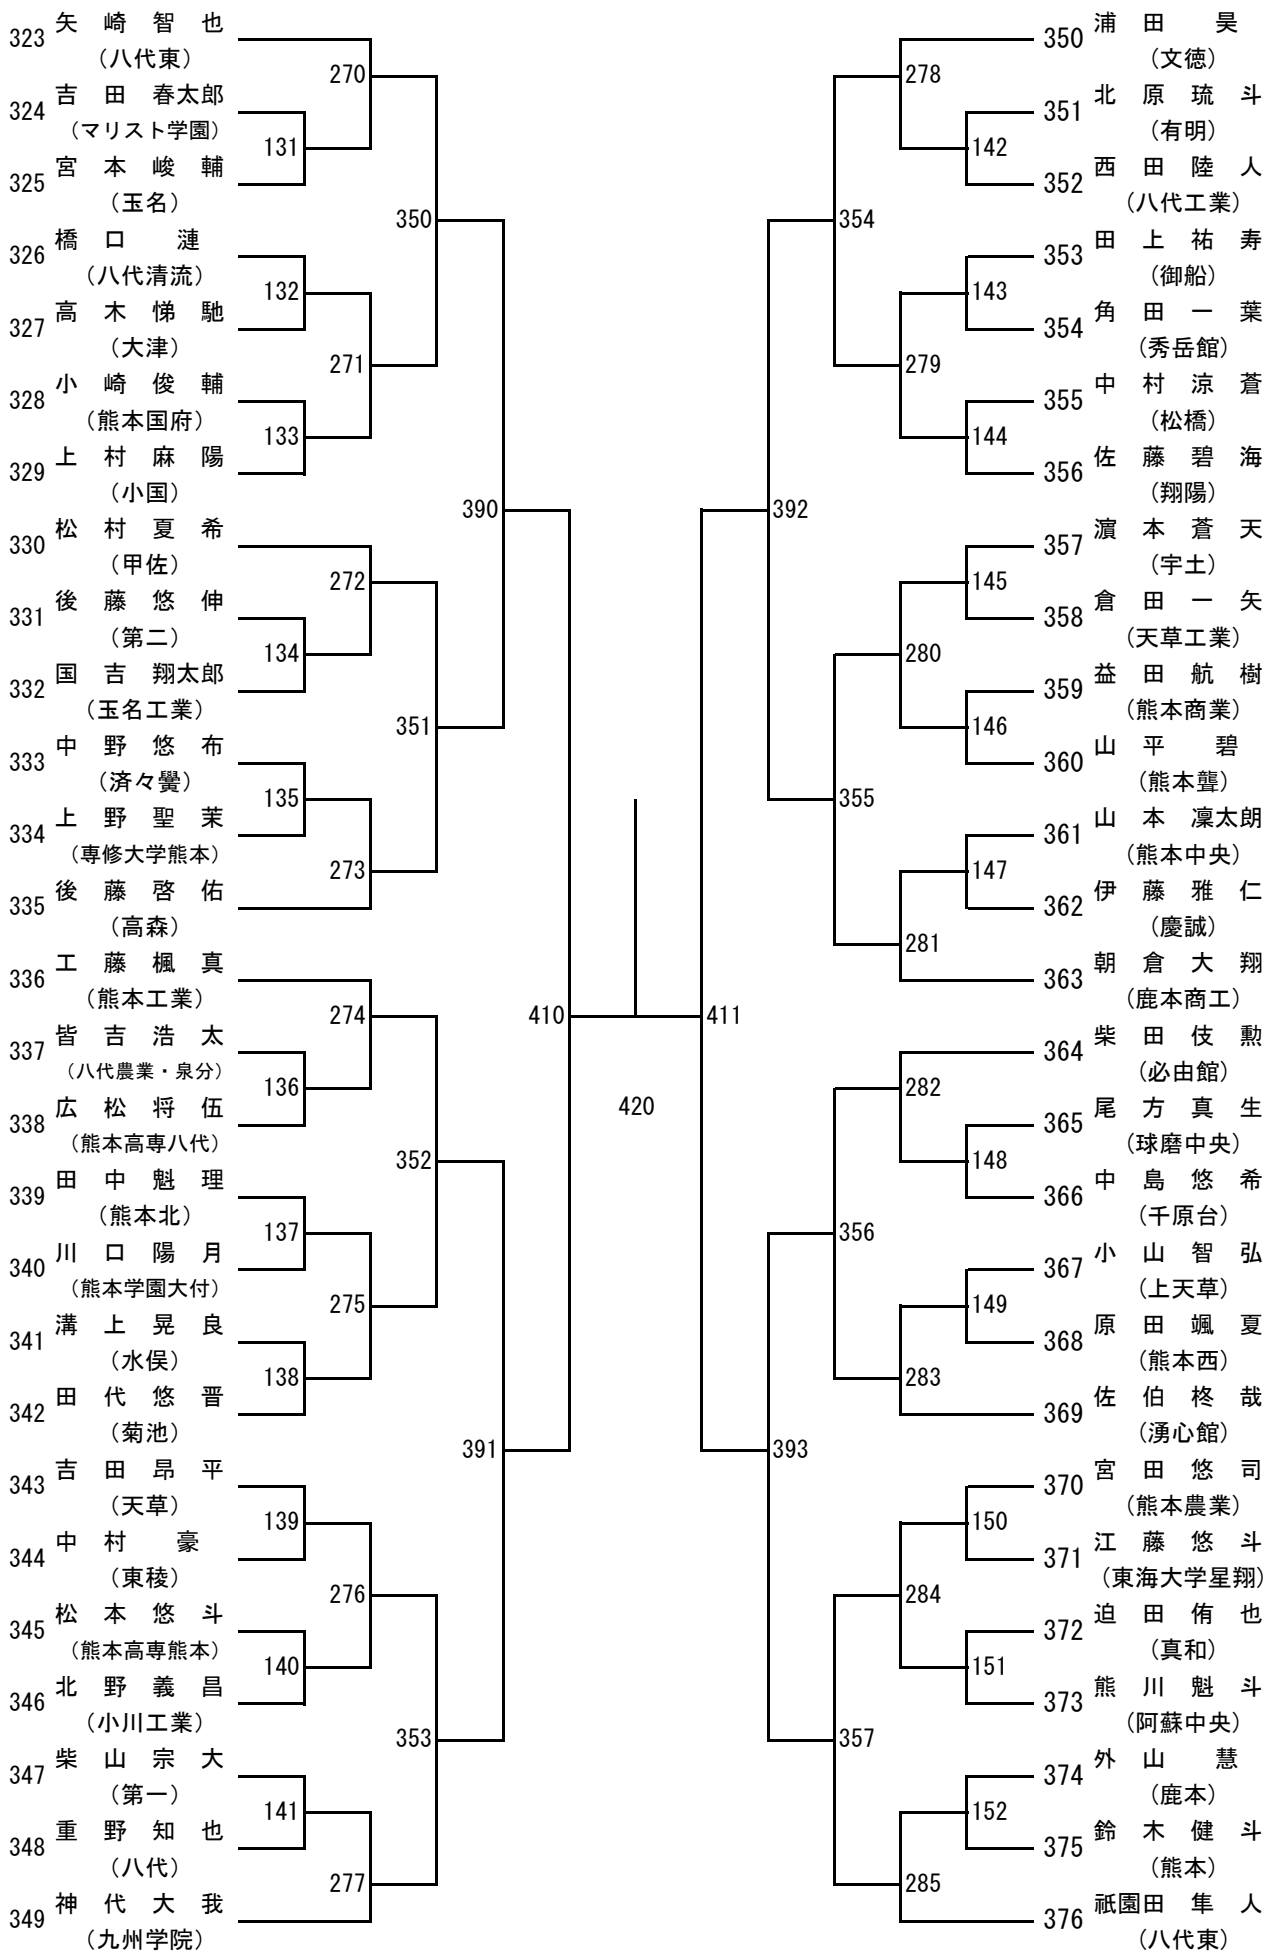 323 矢崎智也
（八代東）
324 吉田春太郎
（マリスト学園）
325 宮本峻輔
（玉名）
326 橋口漣
（八代清流）
327 高木悌馳
（大津）
328 小崎俊輔
（熊本国府）
329 上村麻陽
（小国）
330 松村夏希
（甲佐）
331 後藤悠伸
（第二）
332 国吉翔太郎
（玉名工業）
333 中野悠布
（済々黌）
334 上野聖茉
（専修大学熊本）
335 後藤啓佑
（高森）
336 工藤楓真
（熊本工業）
337 皆吉浩太
（八代農業・泉分）
338 広松将伍
（熊本高専八代）
339 田中魁理
（熊本北）
340 川口陽月
（熊本学園大付）
341 溝上晃良
（水俣）
342 田代悠晋
（菊池）
343 吉田昂平
（天草）
344 中村豪
（東稜）
345 松本悠斗
（熊本高専熊本）
346 北野義昌
（小川工業）
347 柴山宗大
（第一）
348 重野知也
（八代）
349 神代大我
（九州学院）
131
132
133
134
135
136
137
138
139
140
141
270
271
272
273
274
275
276
277
350
351
352
353
390
391
410
420
411
392
393
354
355
356
357
278
279
280
281
282
283
284
285
142
143
144
145
146
147
148
149
150
151
152
350 浦田昊
（文徳）
351 北原琉斗
（有明）
352 西田陸人
（八代工業）
353 田上祐寿
（御船）
354 角田一葉
（秀岳館）
355 中村涼蒼
（松橋）
356 佐藤碧海
（翔陽）
357 濵本蒼天
（宇土）
358 倉田一矢
（天草工業）
359 益田航樹
（熊本商業）
360 山平碧
（熊本聾）
361 山本凜太朗
（熊本中央）
362 伊藤雅仁
（慶誠）
363 朝倉大翔
（鹿本商工）
364 柴田伎勲
（必由館）
365 尾方真生
（球磨中央）
366 中島悠希
（千原台）
367 小山智弘
（上天草）
368 原田颯夏
（熊本西）
369 佐伯柊哉
（湧心館）
370 宮田悠司
（熊本農業）
371 江藤悠斗
（東海大学星翔）
372 迫田侑也
（真和）
373 熊川魁斗
（阿蘇中央）
374 外山慧
（鹿本）
375 鈴木健斗
（熊本）
376 祇園田隼人
（八代東）